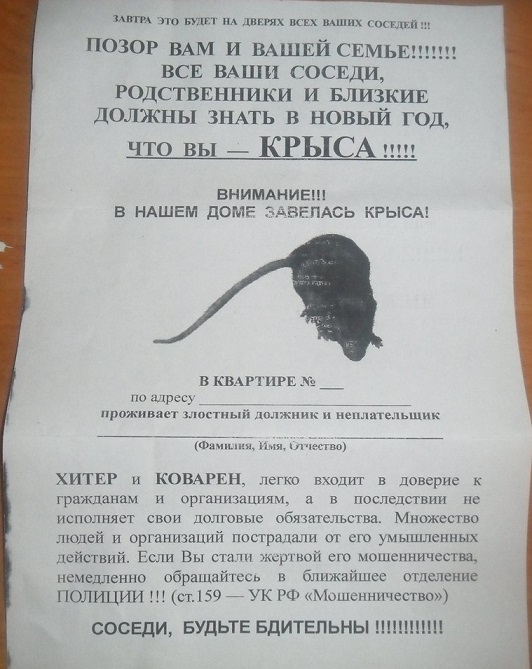 ЗАВТРА ЭТО БУДЕТ НА ДВЕРЯХ ВСЕХ ВАШИХ СОСЕДЕЙ !!!
ПОЗОР ВАМ И ВАШЕЙ СЕМЬЕ!!!!!!!
ВСЕ ВАШИ СОСЕДИ,
РОДСТВЕННИКИ И БЛИЗКИЕ
ДОЛЖНЫ ЗНАТЬ В НОВЫЙ ГОД,
ЧТО ВЫ — КРЫСА !!!!!
ВНИМАНИЕ!!!
В НАШЕМ ДОМЕ ЗАВЕЛАСЬ КРЫСА!
В КВАРТИРЕ № ___
по адресу ______________________________
проживает злостный должник и неплательщик
________________________________________
(Фамилия, Имя, Отчество)
ХИТЕР и КОВАРЕН, легко входит в доверие к
гражданам и организациям, а в последствии не
исполняет свои долговые обязательства. Множество
людей и организаций пострадали от его умышленных
действий. Если Вы стали жертвой его мошенничества,
немедленно обращайтесь в ближайшее отделение
ПОЛИЦИИ !!! (ст.159 — УК РФ «Мошенничество»)
СОСЕДИ, БУДЬТЕ БДИТЕЛЬНЫ !!!!!!!!!!!!